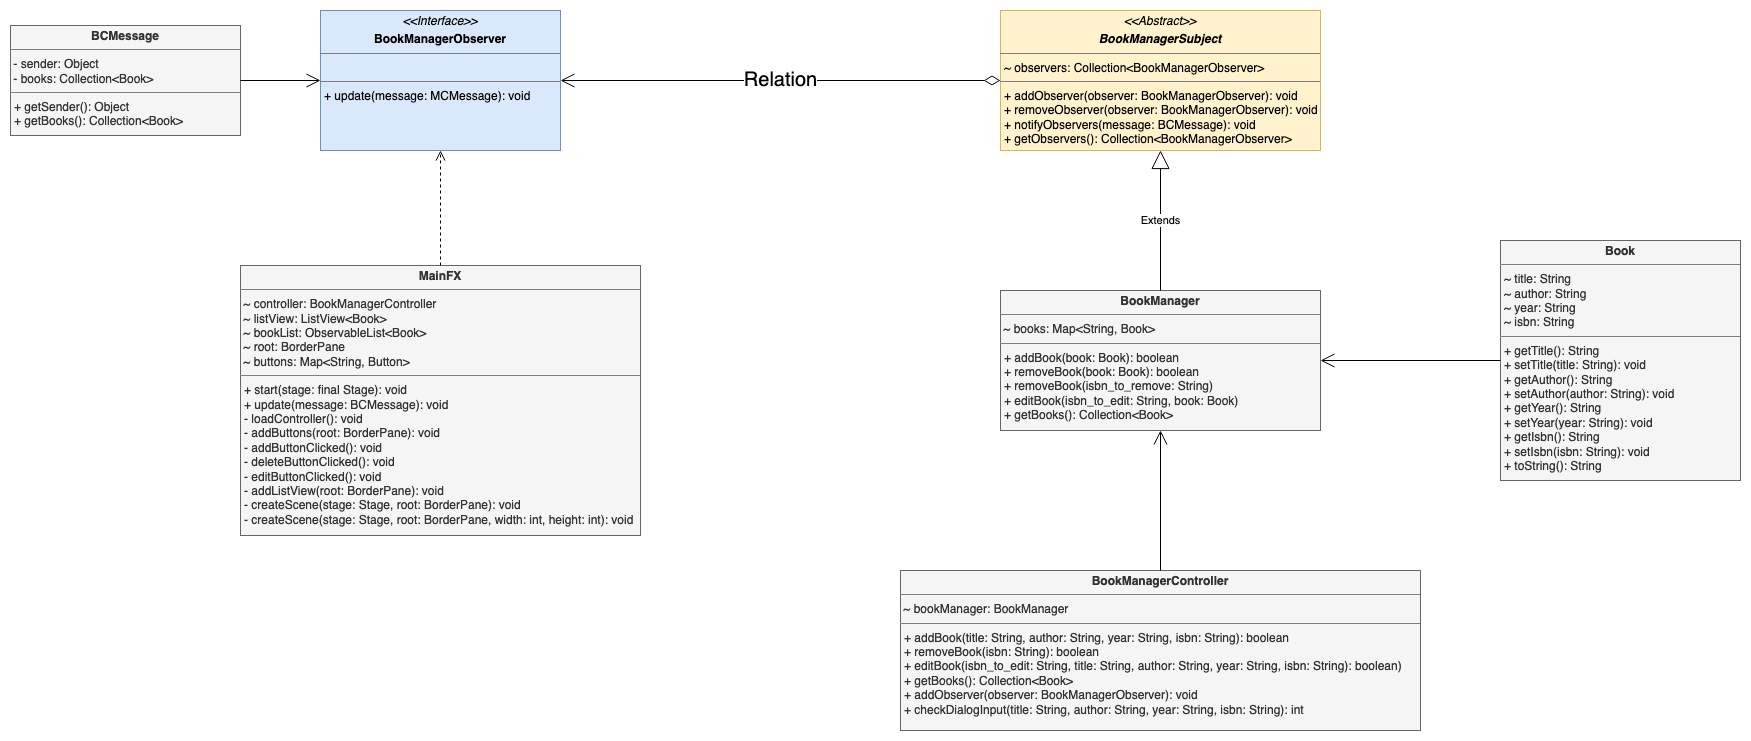 BCMessage
- sender: Object
- books: Collection<Book>
+ getSender(): Object
+ getBooks(): Collection<Book>
<<Interface>>
BookManagerObserver
+ update(message: MCMessage): void
Relation
<<Abstract>>
BookManagerSubject
~ observers: Collection<BookManagerObserver>
+ addObserver(observer: BookManagerObserver): void
+ removeObserver(observer: BookManagerObserver): void
+ notifyObservers(message: BCMessage): void
+ getObservers(): Collection<BookManagerObserver>
Extends
MainFX
~ controller: BookManagerController
~ listView: ListView<Book>
~ bookList: ObservableList<Book>
~ root: BorderPane
~ buttons: Map<String, Button>
+ start(stage: final Stage): void
+ update(message: BCMessage): void
- loadController(): void
- addButtons(root: BorderPane): void
- addButtonClicked(): void
- deleteButtonClicked(): void
- editButtonClicked(): void
- addListView(root: BorderPane): void
- createScene(stage: Stage, root: BorderPane): void
- createScene(stage: Stage, root: BorderPane, width: int, height: int): void
BookManager
~ books: Map<String, Book>
+ addBook(book: Book): boolean
+ removeBook(book: Book): boolean
+ removeBook(isbn_to_remove: String)
+ editBook(isbn_to_edit: String, book: Book)
+ getBooks(): Collection<Book>
Book
~ title: String
~ author: String
~ year: String
~ isbn: String
+ getTitle(): String
+ setTitle(title: String): void
+ getAuthor(): String
+ setAuthor(author: String): void
+ getYear(): String
+ setYear(year: String): void
+ getIsbn(): String
+ setIsbn(isbn: String): void
+ toString(): String
BookManagerController
~ bookManager: BookManager
+ addBook(title: String, author: String, year: String, isbn: String): boolean
+ removeBook(isbn: String): boolean
+ editBook(isbn_to_edit: String, title: String, author: String, year: String, isbn: String): boolean)
+ getBooks(): Collection<Book>
+ addObserver(observer: BookManagerObserver): void
+ checkDialogInput(title: String, author: String, year: String, isbn: String): int